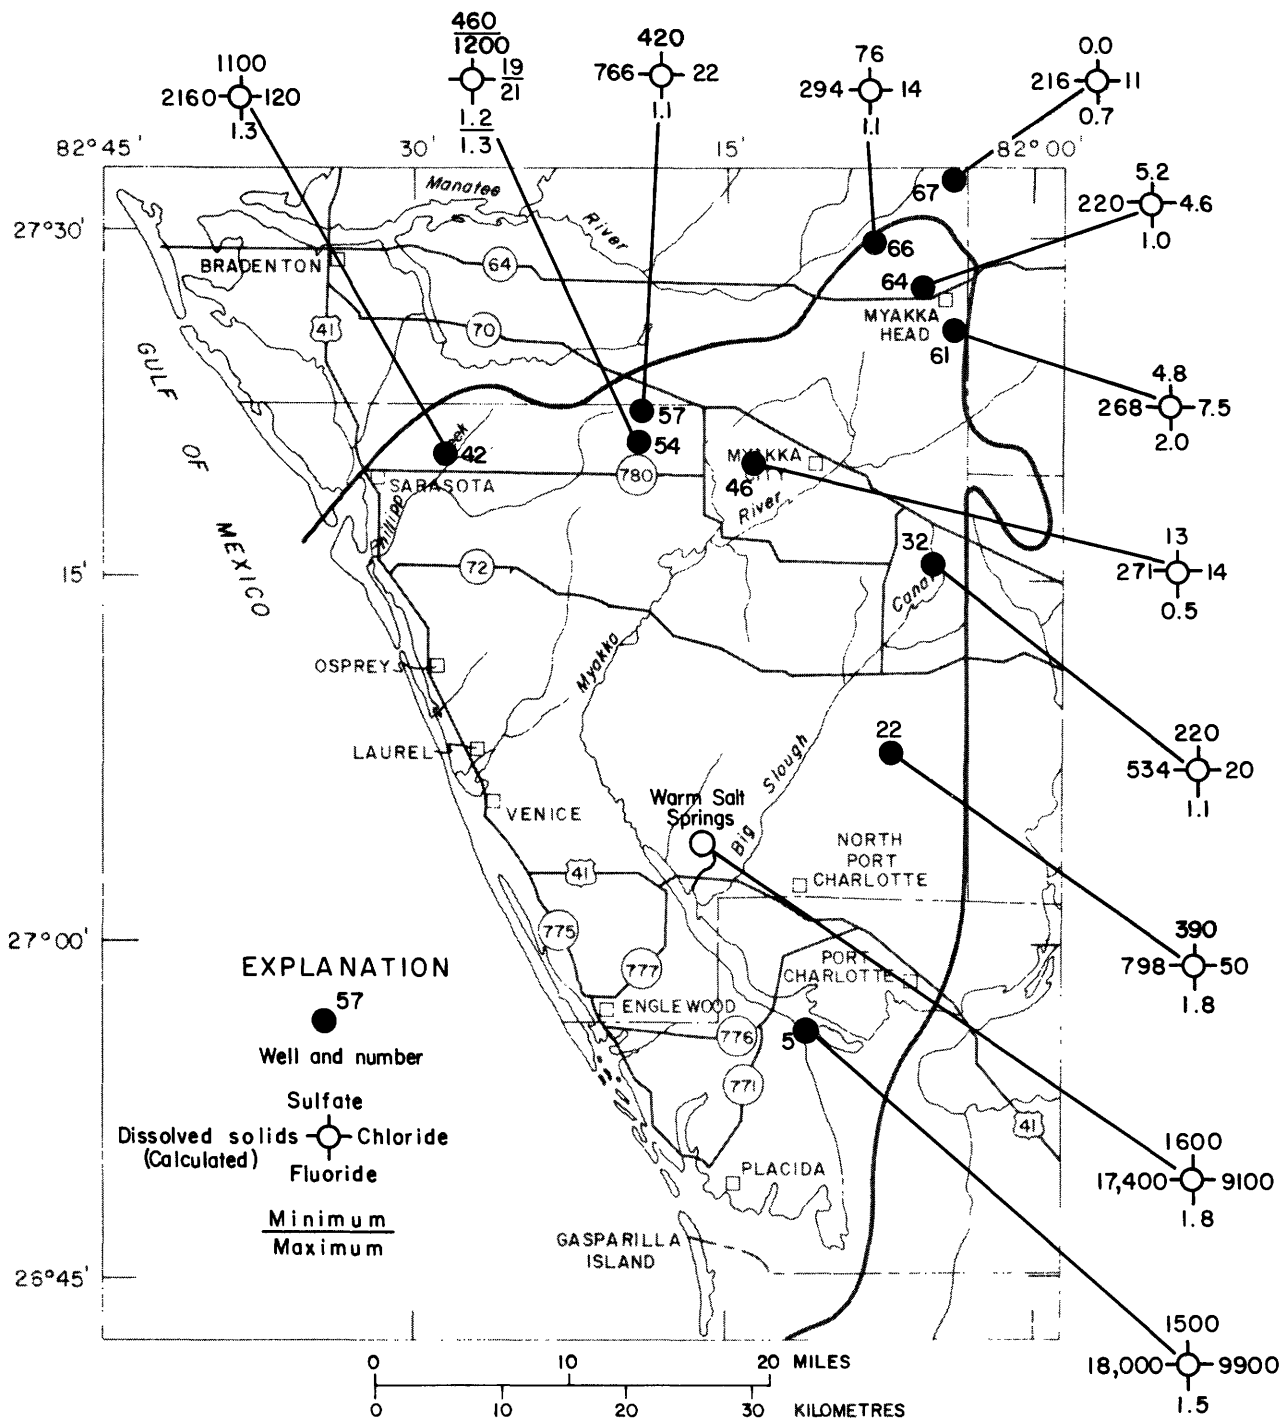 460
1200
19
21
1.2
1.3
420
766 22
1.1
76
294 14
1.1
0.0
216 11
0.7
1100
2160 120
1.3
82°45' 30' 15' 82°00'
5.2
220 4.6
1.0
Manatee
River
67
27°30'
66
BRADENTON
64
64
MYAKKA
HEAD
41
70
61
4.8
268 7.5
2.0
GULF
OF
MEXICO
57
54
42
780
SARASOTA
MYAKKA
CITY
46
River
13
271 14
0.5
32
Canal
15'
72
OSPREY
Myakka
LAUREL
22
220
534 20
1.1
Warm Salt
Springs
Big Slough
VENICE
NORTH
PORT
CHARLOTTE
41
775
777
27°00'
PORT
CHARLOTTE
390
798 50
1.8
EXPLANATION
57
Well and number
ENGLEWOOD
776
5
771
Sulfate
Dissolved solids Chloride
(Calculated)
Fluoride
Minimum
Maximum
41
PLACIDA
1600
17,400 9100
1.8
GASPARILLA
ISLAND
26°45'
1500
18,000 9900
1.5
0 10 20 MILES
0 10 20 30 KILOMETRES